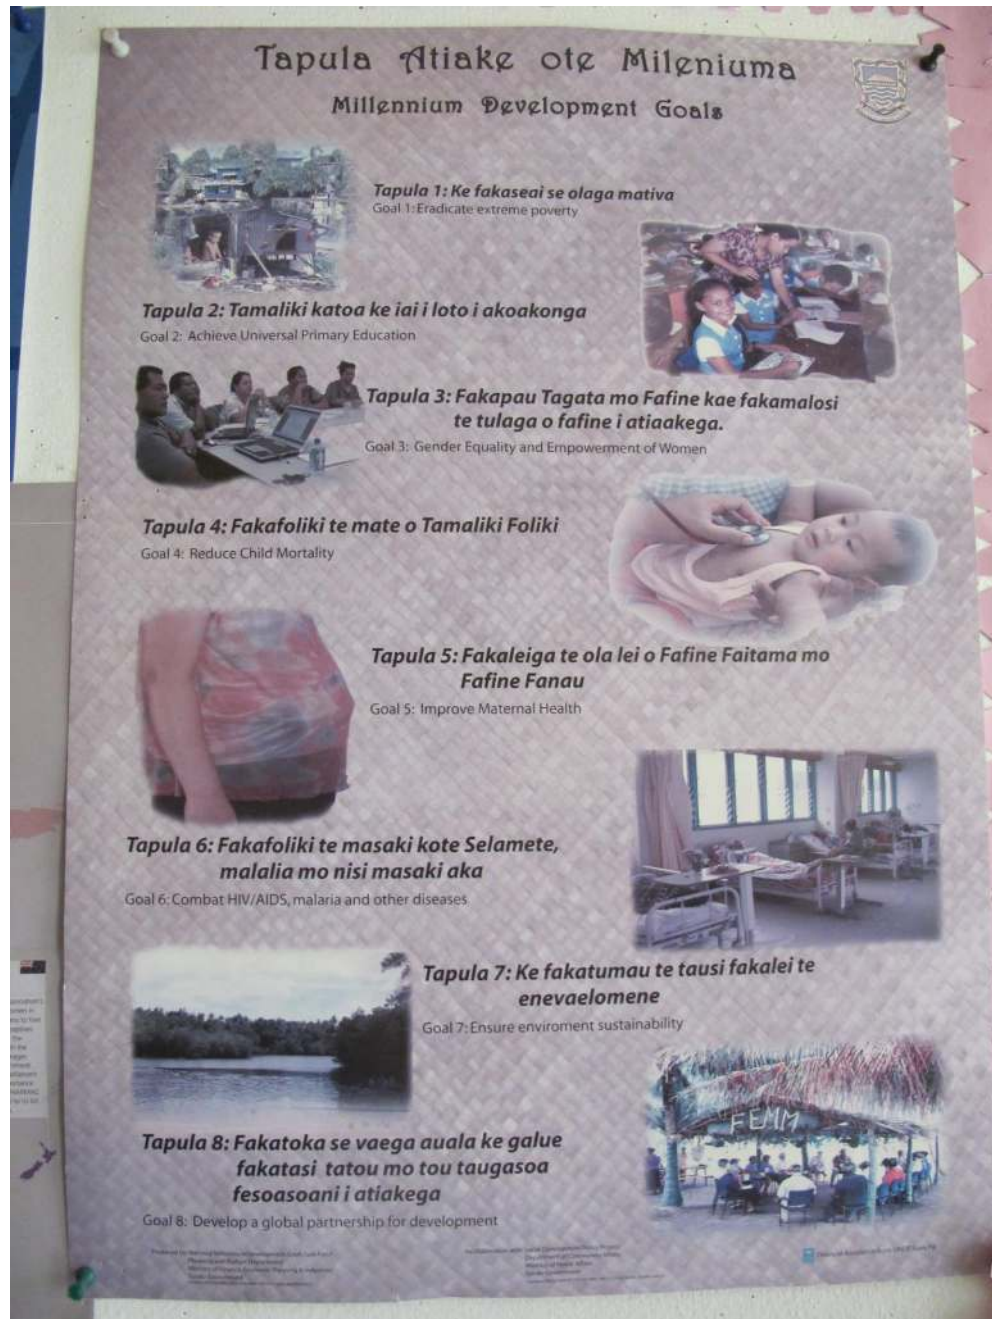 Tapula Atiake ote Mileniuma
Millennium Development Goals
Tapula 1: Ke fakaseai se olaga mativa
Goal 1: Eradicate extreme poverty
Tapula 2: Tamaliki katoa ke iai i loto i akoakonga
Goal 2: Achieve Universal Primary Education
Tapula 3: Fakapau Tagata mo Fafine kae fakamalosi
te tulaga o fafine i atiaakega.
Goal 3: Gender Equality and Empowerment of Women
Tapula 4: Fakafoliki te mate o Tamaliki Foliki
Goal 4: Reduce Child Mortality
Tapula 5: Fakaleiga te ola lei o Fafine Faitama mo
Fafine Fanau
Goal 5: Improve Maternal Health
Tapula 6: Fakafoliki te masaki kote Selamete,
malalia mo nisi masaki aka
Goal 6: Combat HIV/AIDS, malaria and other diseases
Tapula 7: Ke fakatumau te tausi fakalei te
enevaelomene
Goal 7: Ensure enviroment sustainability
FEMM
Tapula 8: Fakatoka se vaega auala ke galue
fakatasi tatou mo tou taugasoa
fesoasoani i atiakega
Goal 8: Develop a global partnership for development